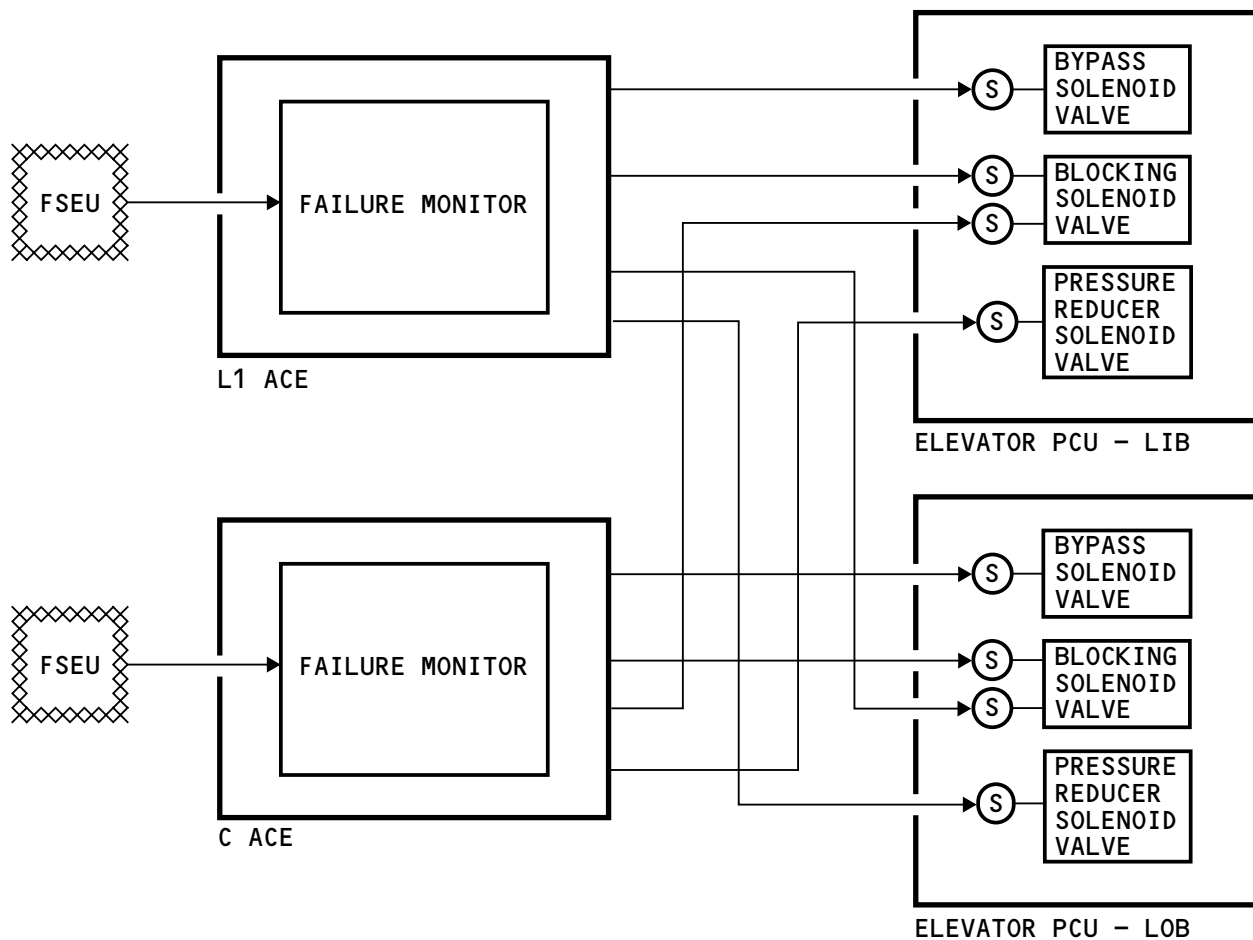 FSEU
FAILURE MONITOR
L1 ACE
S
BYPASS
SOLENOID
VALVE
S
S
BLOCKING
SOLENOID
VALVE
S
PRESSURE
REDUCER
SOLENOID
VALVE
ELEVATOR PCU – LIB
FSEU
FAILURE MONITOR
C ACE
S
BYPASS
SOLENOID
VALVE
S
S
BLOCKING
SOLENOID
VALVE
S
PRESSURE
REDUCER
SOLENOID
VALVE
ELEVATOR PCU – LOB